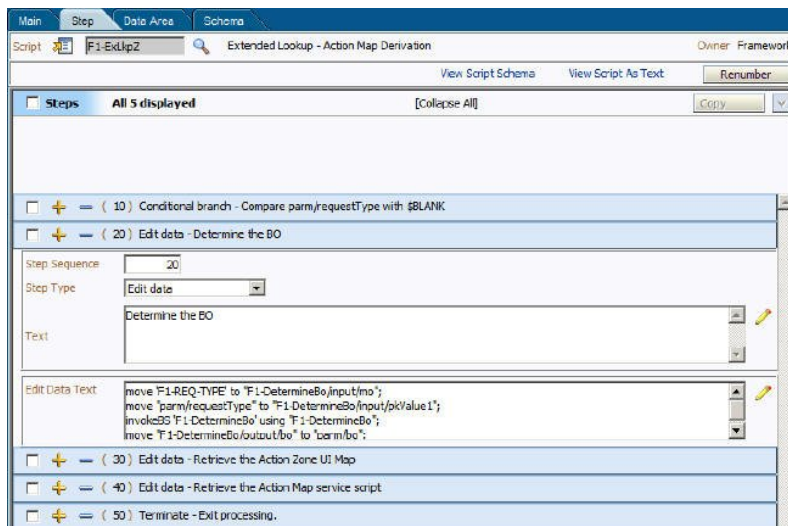 Main Step Data Area Schema
Script F1-ExLkpZ Extended Lookup - Action Map Derivation Owner Framework
View Script Schema View Script As Text Renumber
Steps All 5 displayed [Collapse All] Copy
( 10 ) Conditional branch - Compare parm/requestType with $BLANK
( 20 ) Edit data - Determine the BO
Step Sequence 20
Step Type Edit data
Text Determine the BO
Edit Data Text move 'F1-REQ-TYPE' to "F1-DetermineBo/input/mo";
move "parm/requestType" to "F1-DetermineBo/input/pkValue1";
invokeBS 'F1-DetermineBo' using "F1-DetermineBo";
move "F1-DetermineBo/output/bo" to "parm/bo";
( 30 ) Edit data - Retrieve the Action Zone UI Map
( 40 ) Edit data - Retrieve the Action Map service script
( 50 ) Terminate - Exit processing.